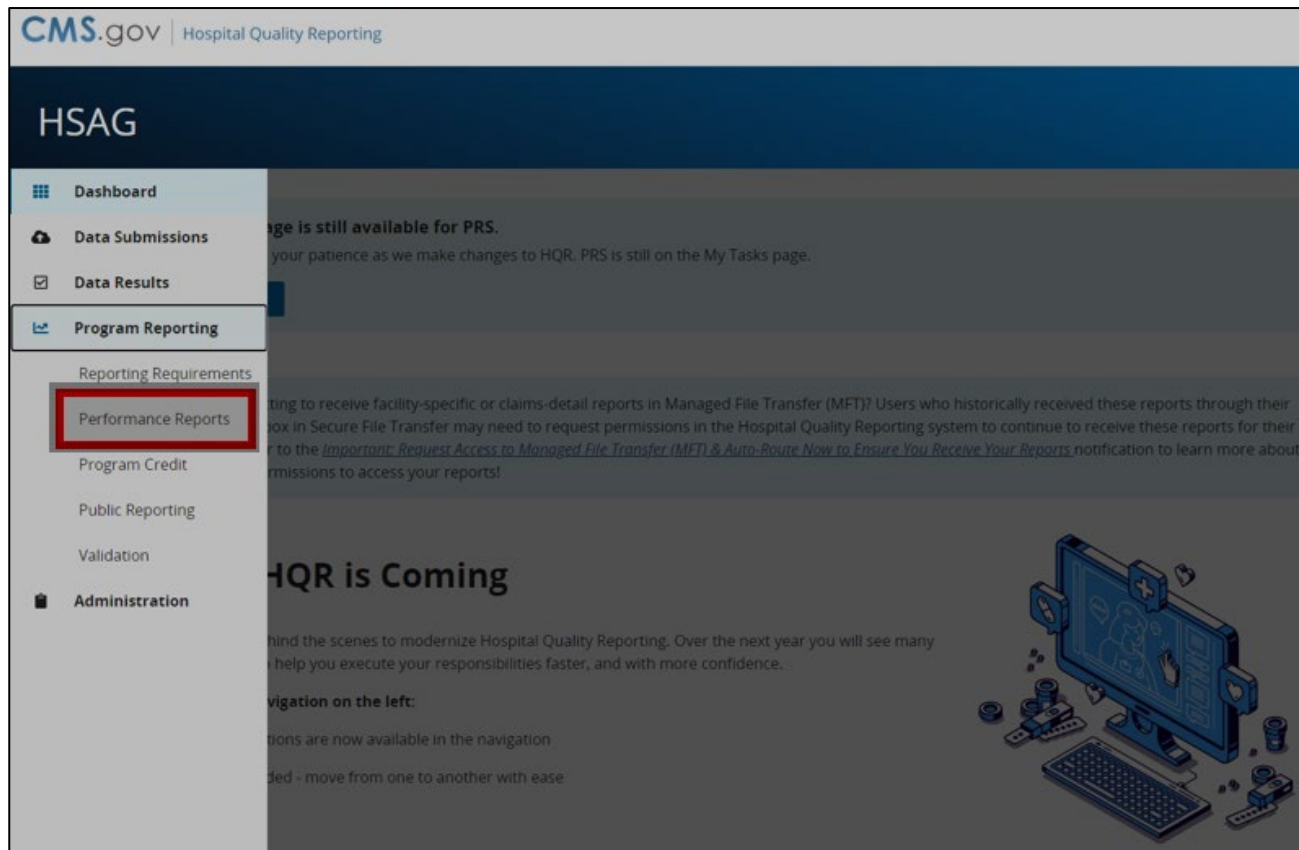 CMS.gov | Hospital Quality Reporting
HSAG
Dashboard
Data Submissions
Data Results
Program Reporting
Reporting Requirements
Performance Reports
Program Credit
Public Reporting
Validation
Administration
age is still available for PRS.
your patience as we make changes to HQR. PRS is still on the My Tasks page.
ting to receive facility-specific or claims-detail reports in Managed File Transfer (MFT)? Users who historically received these reports through their
box in Secure File Transfer may need to request permissions in the Hospital Quality Reporting system to continue to receive these reports for their
r to the Important: Request Access to Managed File Transfer (MFT) & Auto-Route Now to Ensure You Receive Your Reports notification to learn more about
rmissions to access your reports!
HQR is Coming
hind the scenes to modernize Hospital Quality Reporting. Over the next year you will see many
help you execute your responsibilities faster, and with more confidence.
vigation on the left:
tions are now available in the navigation
ded - move from one to another with ease